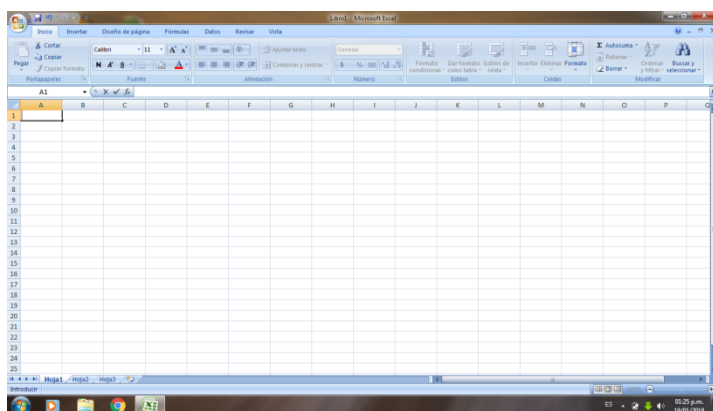 Libro1 - Microsoft Excel
Inicio Insertar Diseño de página Fórmulas Datos Revisar Vista
Pegar
Cortar
Copiar
Copiar formato
Portapapeles
Calibri 11
N K S
Fuente
Ajustar texto
Combinar y centrar
Alineación
General
$ % 000
Número
Formato condicional
Dar formato como tabla
Estilos de celda
Estilos
Insertar Eliminar Formato
Celdas
Σ Autosuma
Rellenar
Borrar
Ordenar y filtrar
Buscar y seleccionar
Modificar
A1 fx
A B C D E F G H I J K L M N O P Q
1
2
3
4
5
6
7
8
9
10
11
12
13
14
15
16
17
18
19
20
21
22
23
24
25
Hoja1 Hoja2 Hoja3
Introducir
ES 01:25 p.m.